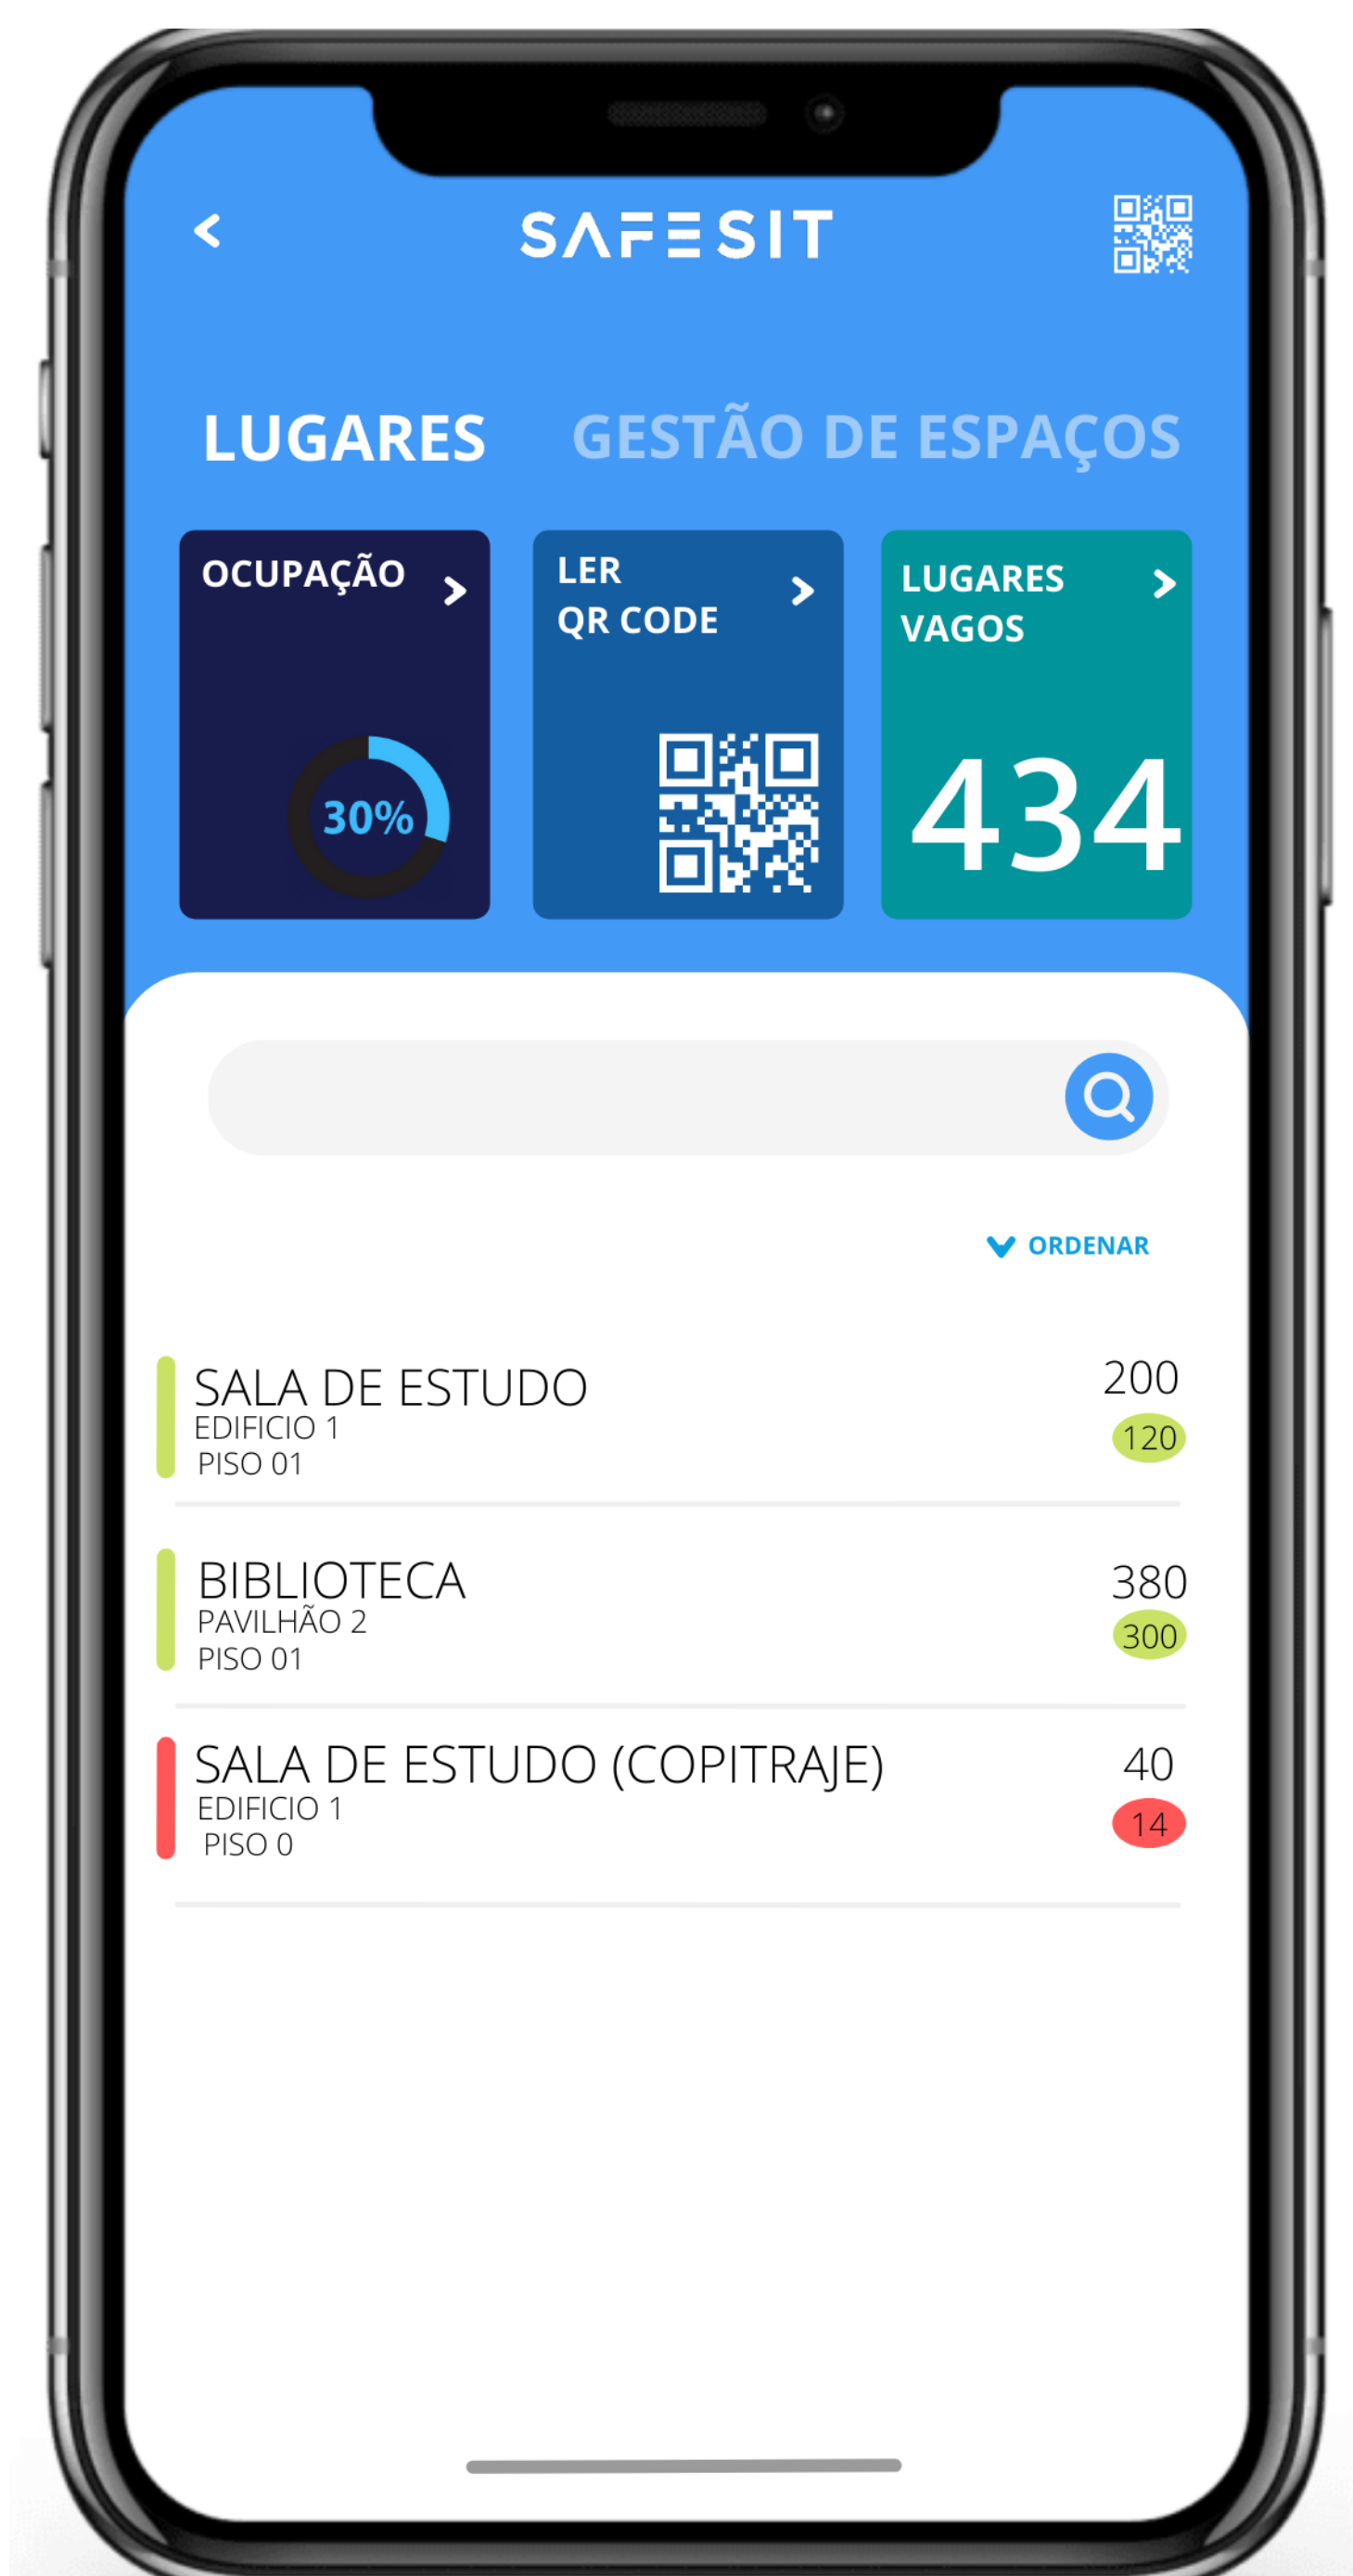 SAFESIT
LUGARES GESTÃO DE ESPAÇOS
OCUPAÇÃO
30%
LER
QR CODE
LUGARES
VAGOS
434
ORDENAR
SALA DE ESTUDO
EDIFICIO 1
PISO 01
200
120
BIBLIOTECA
PAVILHÃO 2
PISO 01
380
300
SALA DE ESTUDO (COPITRAJE)
EDIFICIO 1
PISO 0
40
14